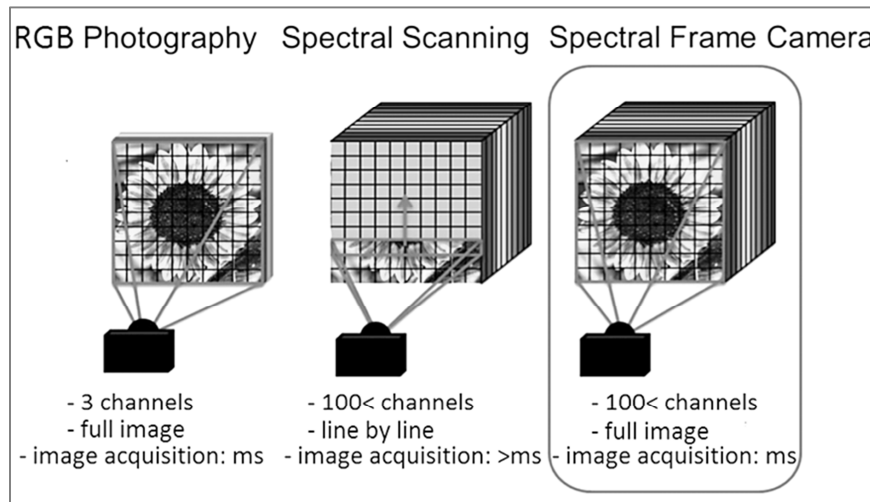 RGB Photography
Spectral Scanning
Spectral Frame Camera
- 3 channels
- full image
- image acquisition: ms
- 100< channels
- line by line
- image acquisition: >ms
- 100< channels
- full image
- image acquisition: ms